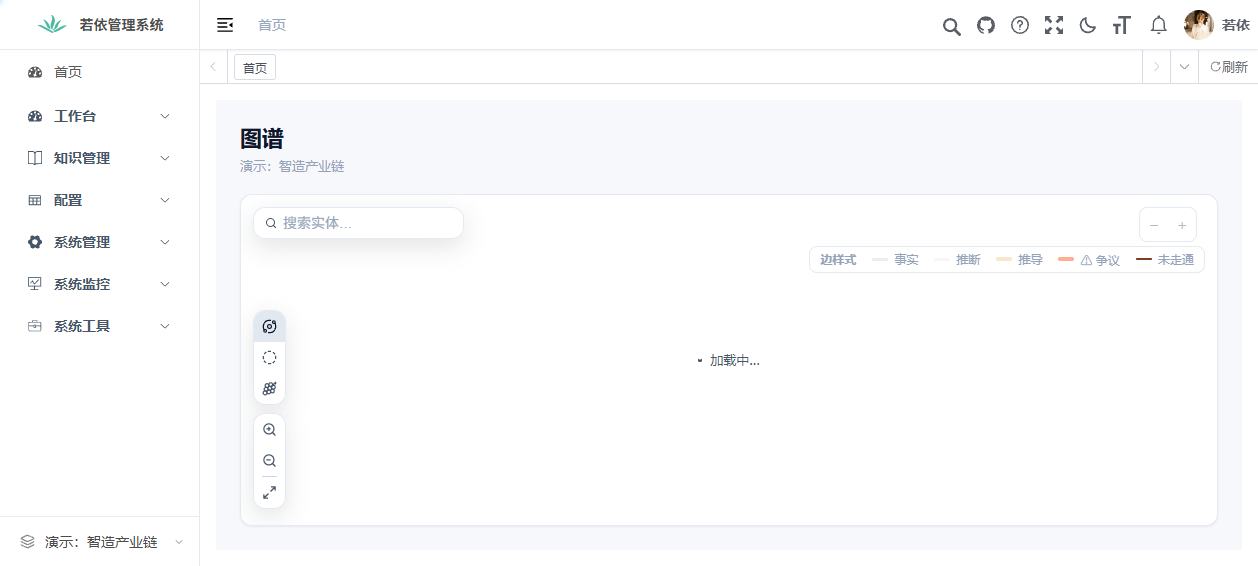 若依管理系统
首页
若依
首页
刷新
首页
工作台
知识管理
配置
系统管理
系统监控
系统工具
演示：智造产业链
图谱
演示：智造产业链
搜索实体...
边样式 事实 推断 推导 争议 未走通
加载中...